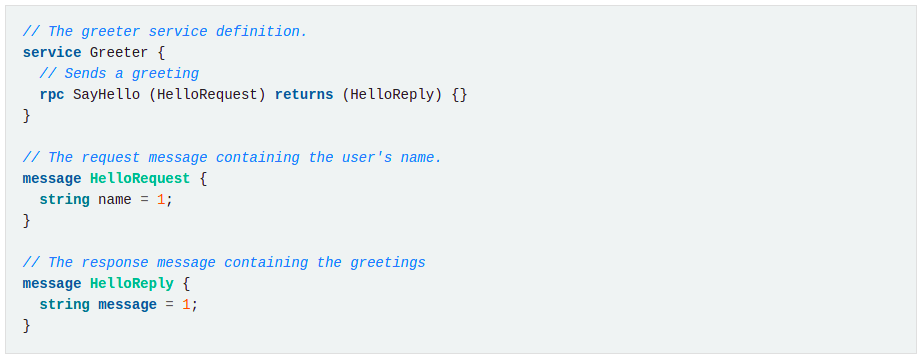 // The greeter service definition.
service Greeter {
  // Sends a greeting
  rpc SayHello (HelloRequest) returns (HelloReply) {}
}

// The request message containing the user's name.
message HelloRequest {
  string name = 1;
}

// The response message containing the greetings
message HelloReply {
  string message = 1;
}